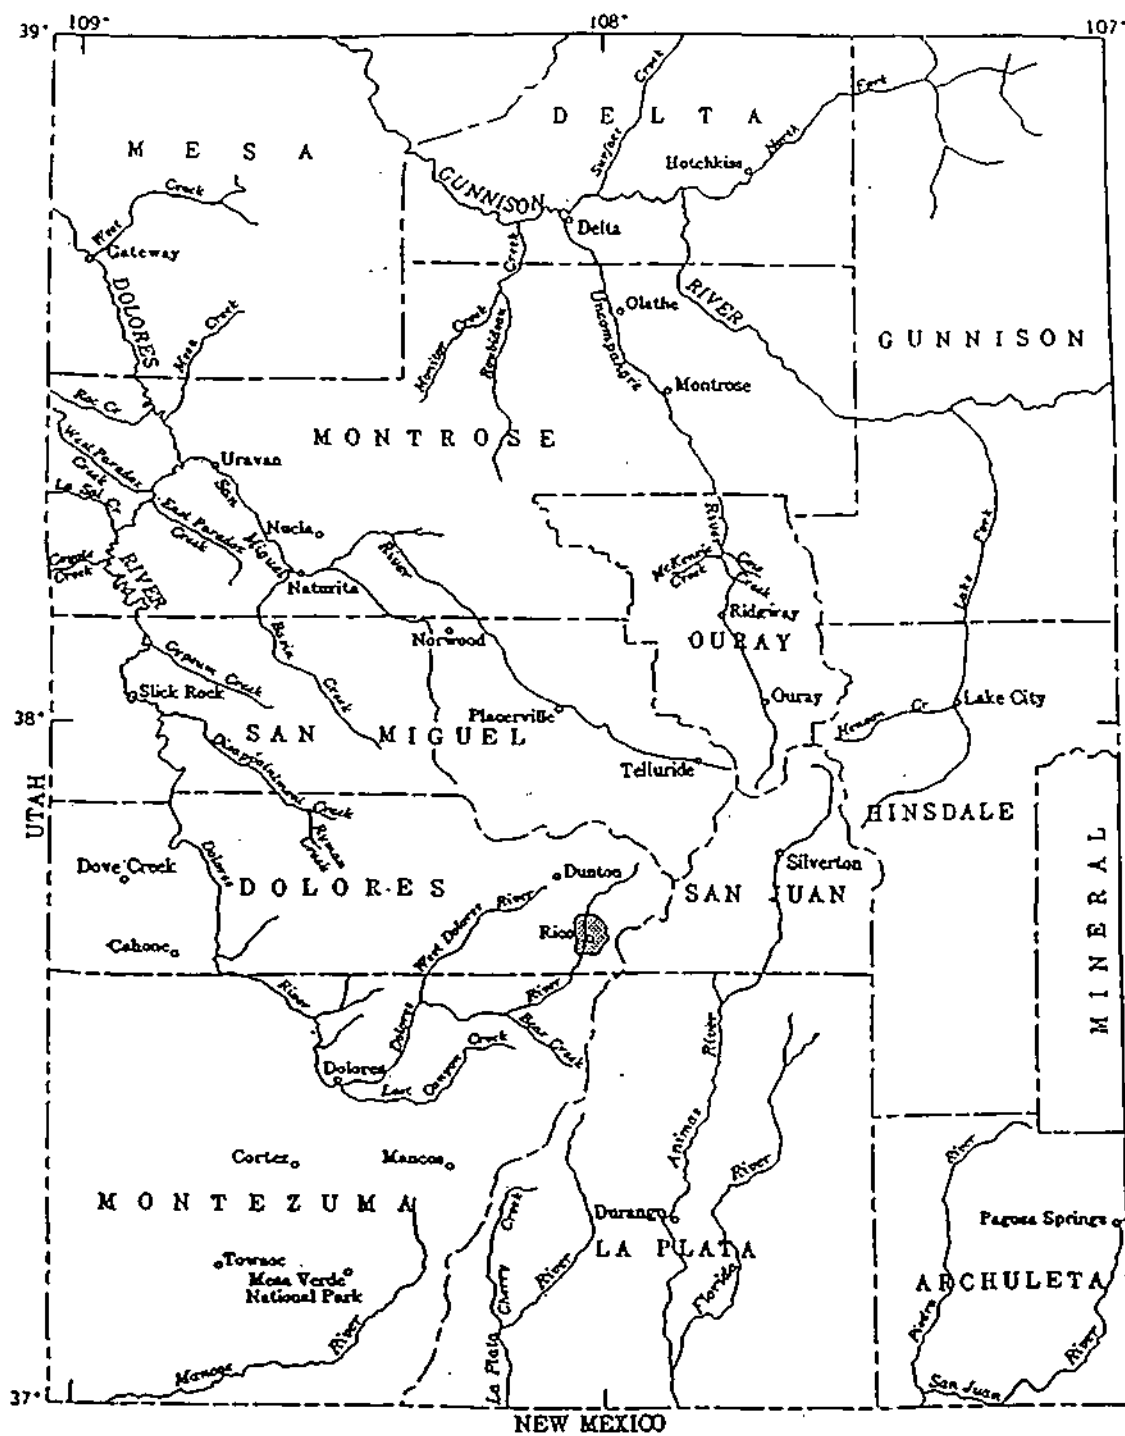 39° 109° 108° 107°
MESA
DELTA
Surface Creek
Hotchkiss
North Fork
West Creek
GUNNISON
Delta
Gateway
Creek
DOLORES
Mesa Creek
Uncompahgre
Olathe
RIVER
GUNNISON
Monitor Creek
Roubideau
Montrose
Roc Cr
MONTROSE
West Paradox Creek
Uravan
La Sal Cr
San Miguel
East Paradox Creek
Nucla
River
River
Coyote Creek
RIVER
McKenzie Creek
Cow Creek
Lake Fork
Naturita
Ridgway
Norwood
OURAY
Basin Creek
Gypsum Creek
Slick Rock
Ouray
Henson Cr
Lake City
38°
Placerville
SAN MIGUEL
Disappointment Creek
Telluride
UTAH
HINSDALE
Ryman Creek
Dolores
Silverton
Dove Creek
Dunton
DOLORES
SAN JUAN
MINERAL
West Dolores River
Rico
Cahone
River
River
Dolores
Bear Creek
River
Dolores
Lost Canyon Creek
Animas
River
River
Cortez
Mancos
MONTEZUMA
Creek
Durango
Pagosa Springs
LA PLATA
Towaoc
Mesa Verde
National Park
River
Cherry
Florida
ARCHULETA
Piedra
River
River
Mancos
La Plata
San Juan
37°
NEW MEXICO